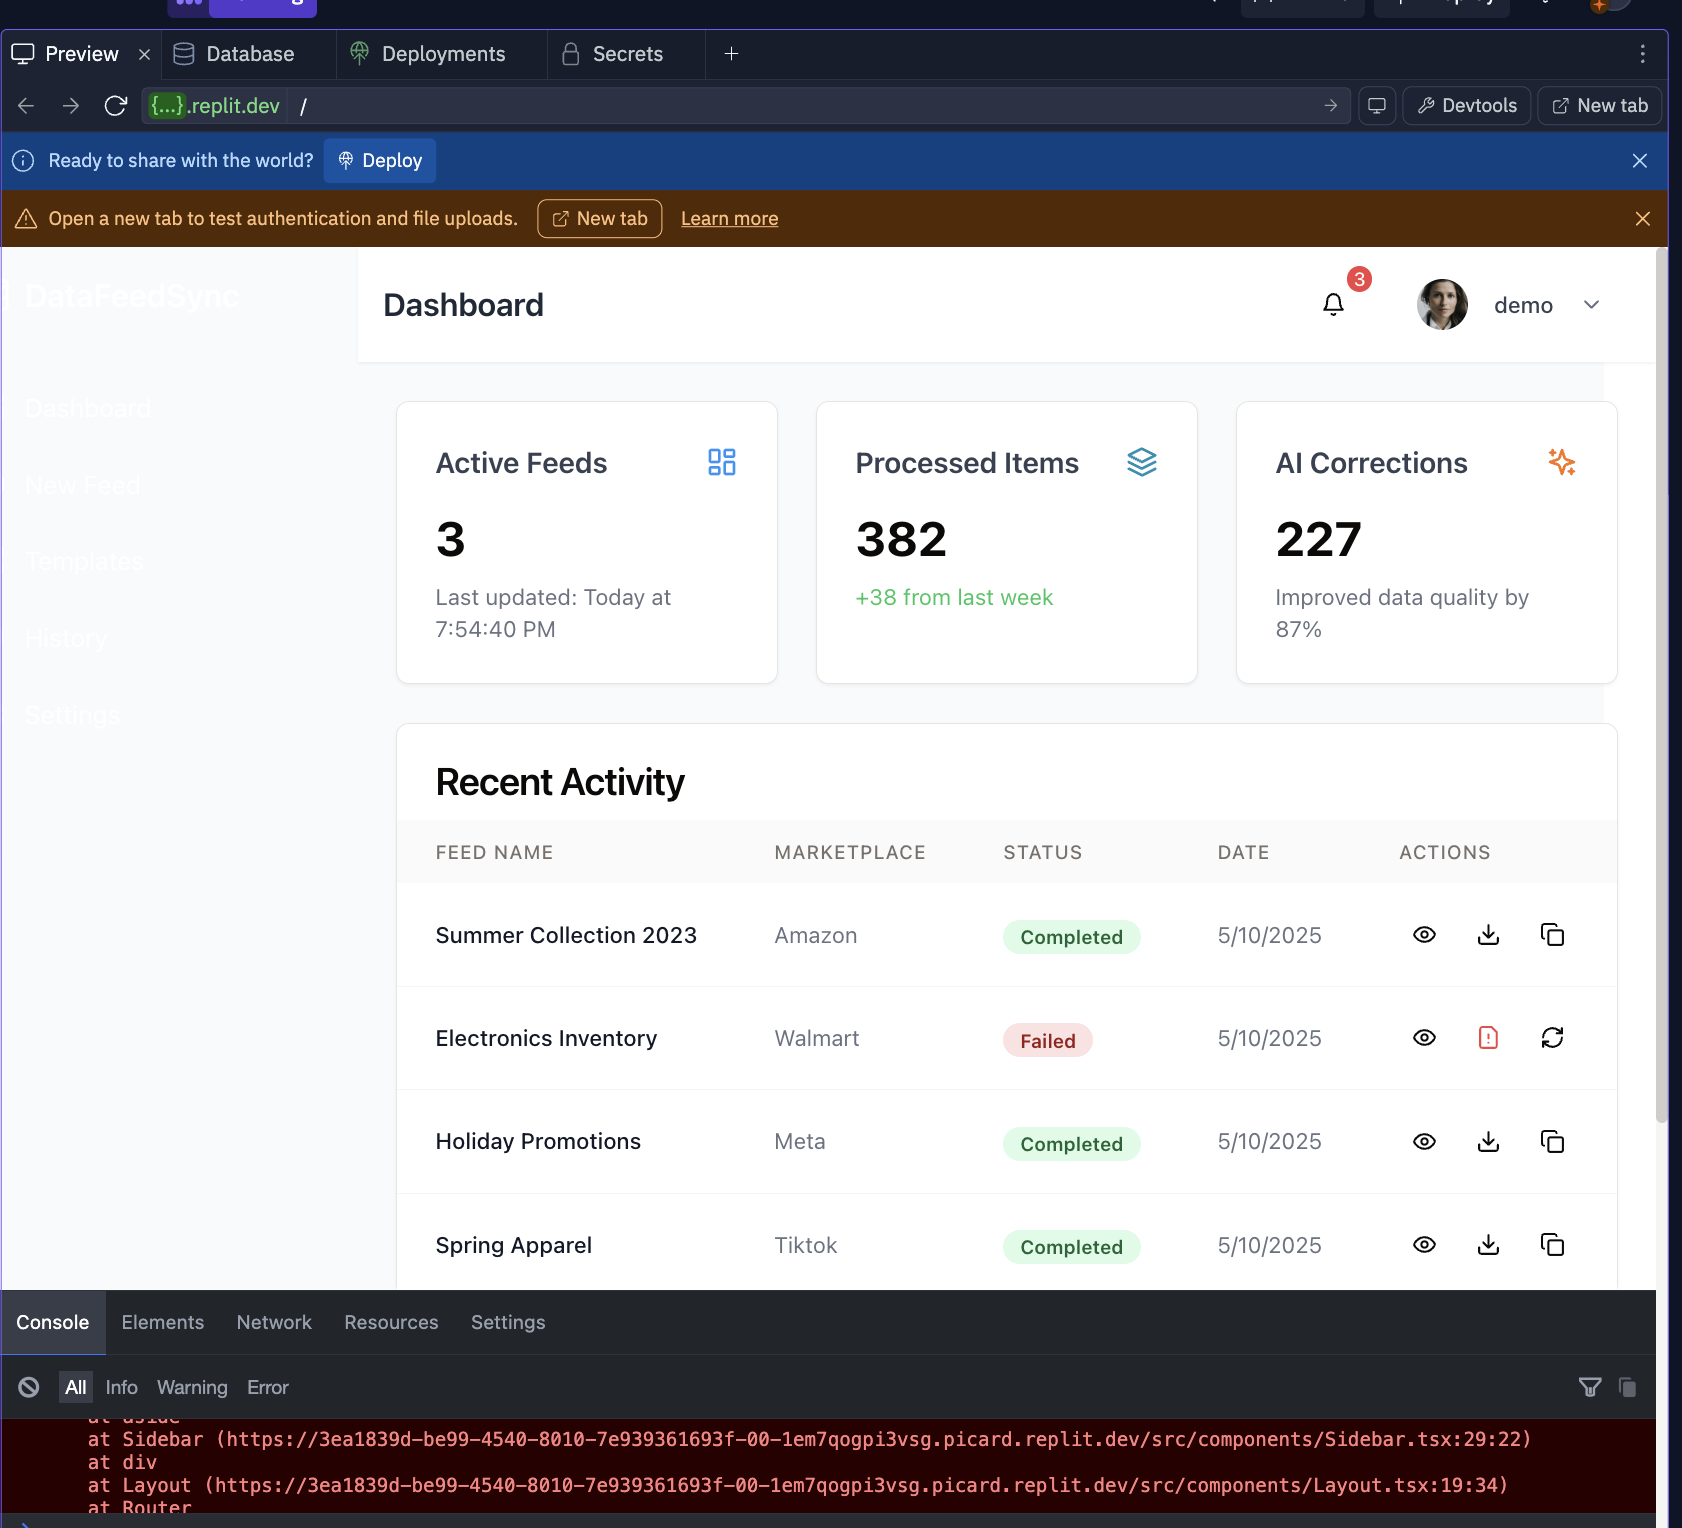 Preview
Database
Deployments
Secrets
{...}.replit.dev /
Devtools
New tab
Ready to share with the world?
Deploy
Open a new tab to test authentication and file uploads.
New tab
Learn more
DataFeedSync
Dashboard
New Feed
Templates
History
Settings
Dashboard
3
demo
Active Feeds
3
Last updated: Today at
7:54:40 PM
Processed Items
382
+38 from last week
AI Corrections
227
Improved data quality by
87%
Recent Activity
FEED NAME MARKETPLACE STATUS DATE ACTIONS
Summer Collection 2023 Amazon Completed 5/10/2025
Electronics Inventory Walmart Failed 5/10/2025
Holiday Promotions Meta Completed 5/10/2025
Spring Apparel Tiktok Completed 5/10/2025
Console Elements Network Resources Settings
All Info Warning Error
at aside
at Sidebar (https://3ea1839d-be99-4540-8010-7e939361693f-00-1em7qogpi3vsg.picard.replit.dev/src/components/Sidebar.tsx:29:22)
at div
at Layout (https://3ea1839d-be99-4540-8010-7e939361693f-00-1em7qogpi3vsg.picard.replit.dev/src/components/Layout.tsx:19:34)
at Router